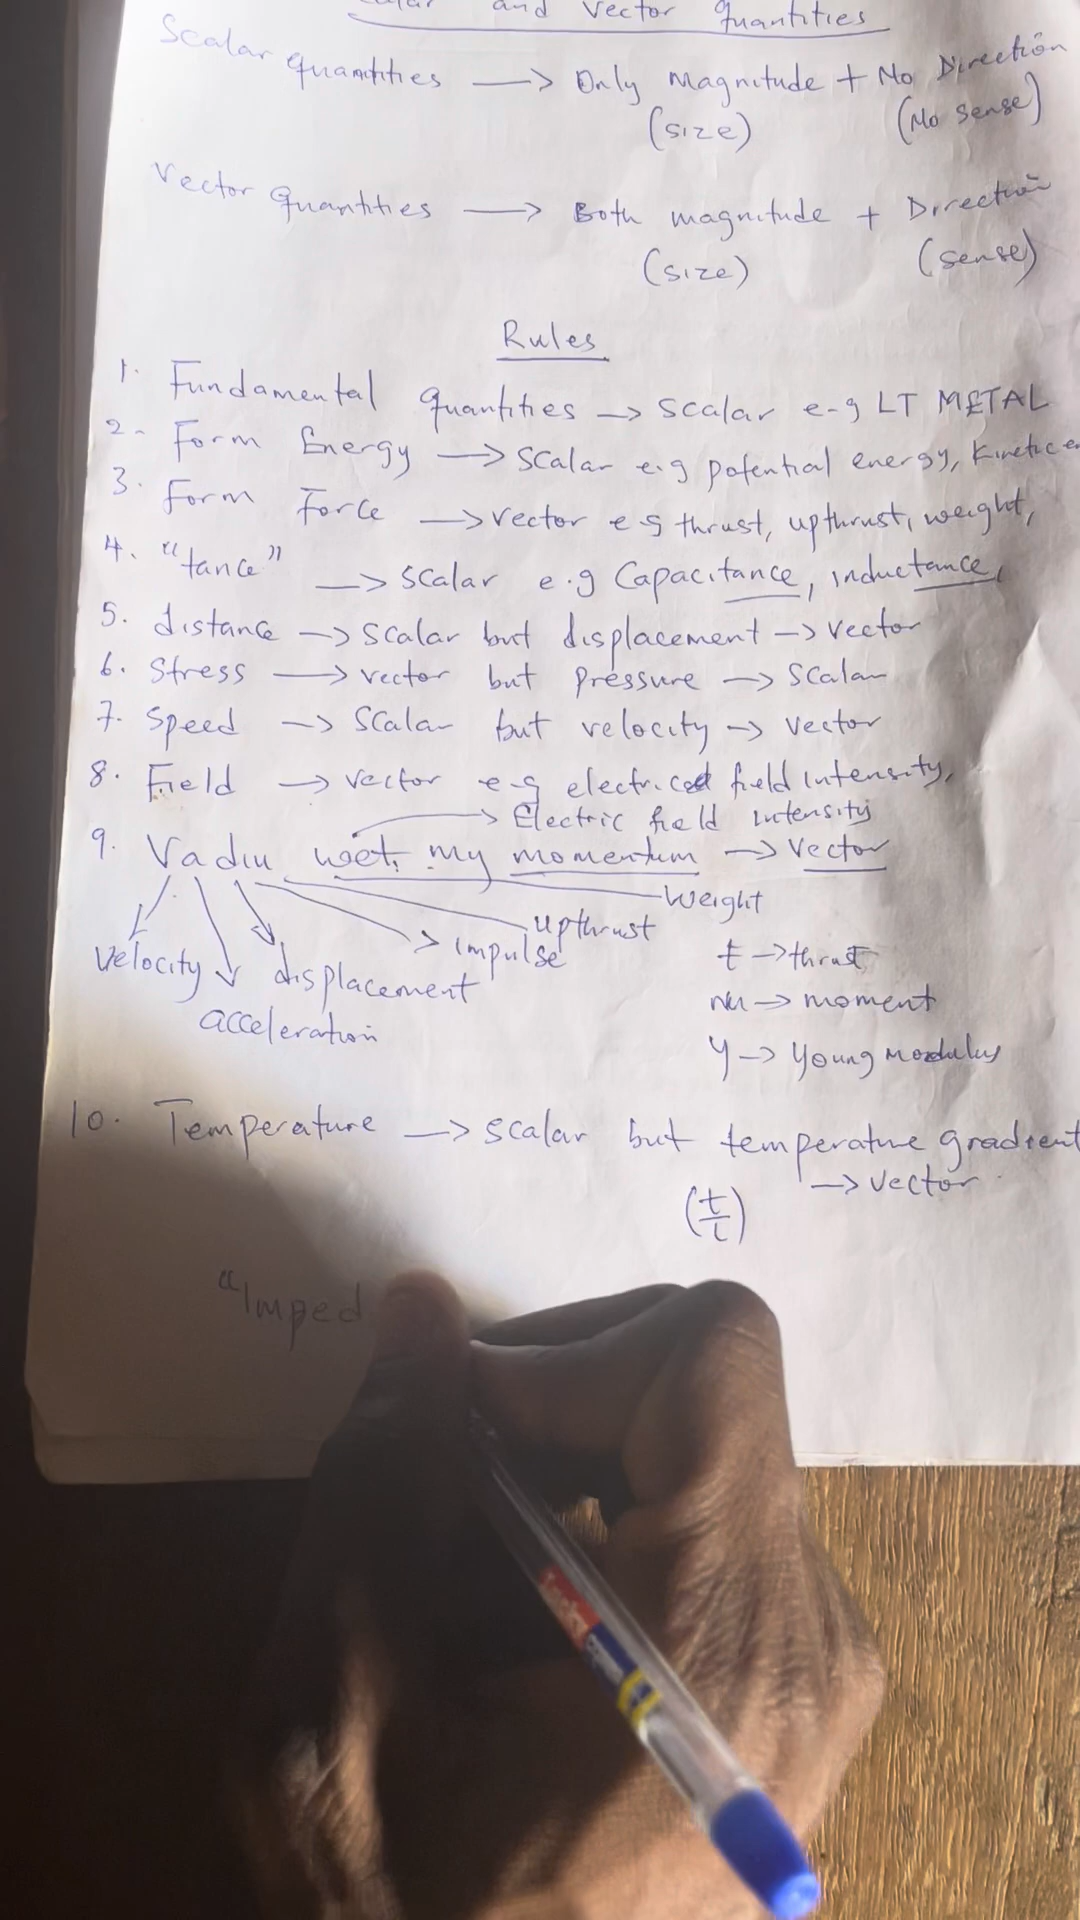 and Vector Quantities
Scalar Quantities → Only Magnitude + No Direction
(size) (No sense)
Vector Quantities → Both magnitude + Direction
(size) (sense)
Rules
1. Fundamental Quantities → Scalar e-g LT METAL
2. Form Energy → Scalar e.g potential energy, Kinetic
3. Form Force → vector e g thrust, upthrust, weight,
4. "tance" → Scalar e.g Capacitance, inductance,
5. distance → Scalar but displacement → vector
6. Stress → vector but pressure → Scalar
7. Speed → Scalar but velocity → vector
8. Field → vector e-g electrical field intensity,
→ Electric field intensity
9. Vadiu wet. my momentum → Vector
Weight
upthrust
impulse
Velocity displacement
acceleration
t → thrust
m → moment
y → Young modulus
10. Temperature → scalar but temperature gradient
→ vector
(t/l)
"Imped